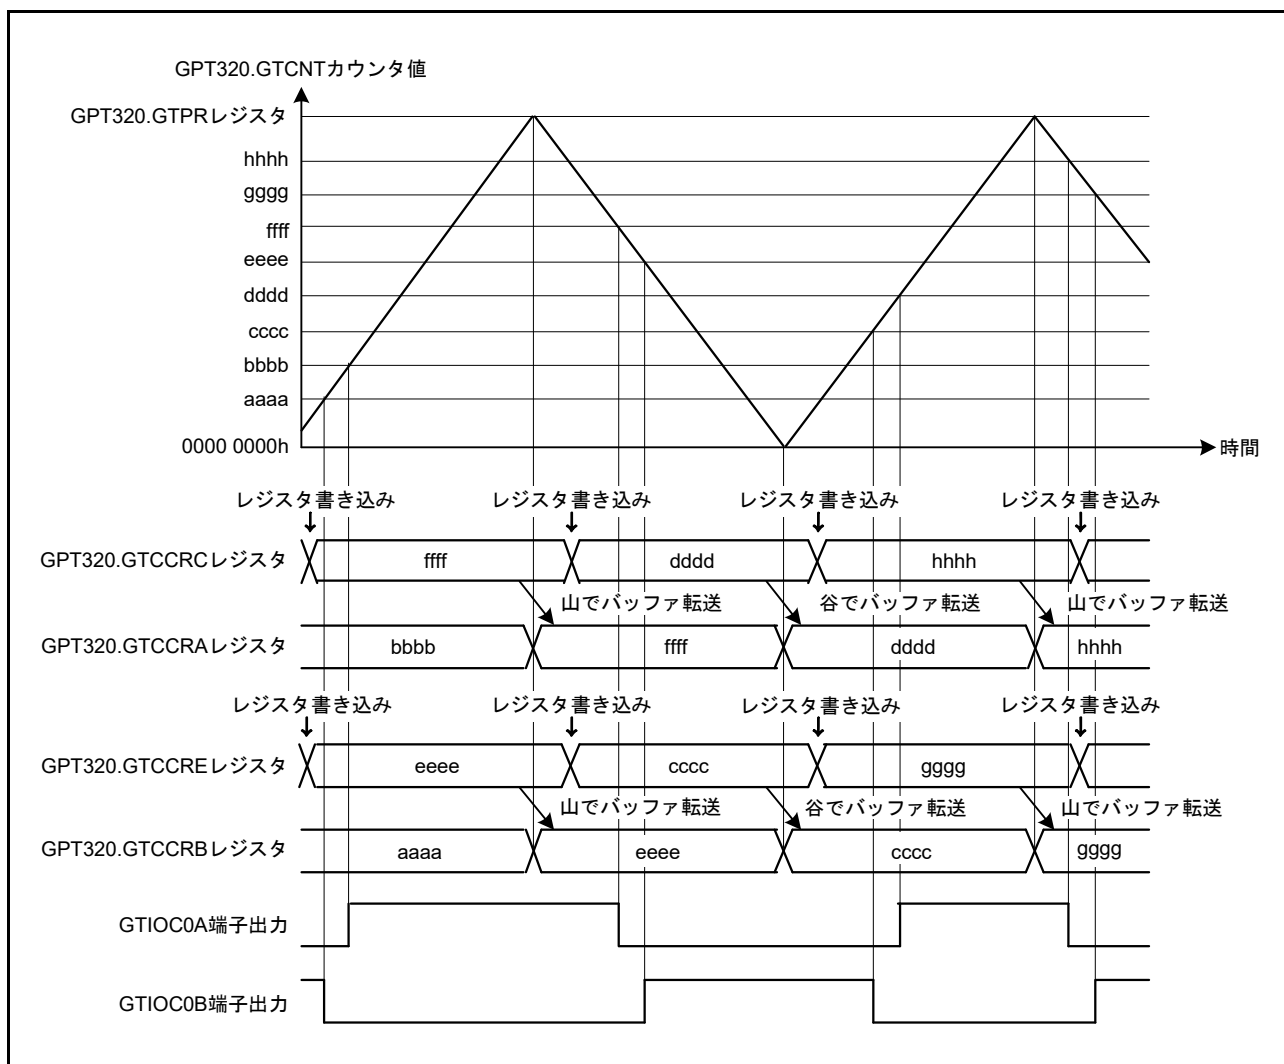 GPT320.GTCNTカウンタ値
GPT320.GTPRレジスタ
hhhh
gggg
ffff
eeee
dddd
cccc
bbbb
aaaa
0000 0000h
時間
レジスタ書き込み レジスタ書き込み レジスタ書き込み レジスタ書き込み
GPT320.GTCCRCレジスタ ffff dddd hhhh
山でバッファ転送 谷でバッファ転送 山でバッファ転送
GPT320.GTCCRAレジスタ bbbb ffff dddd hhhh
レジスタ書き込み レジスタ書き込み レジスタ書き込み レジスタ書き込み
GPT320.GTCCREレジスタ eeee cccc gggg
山でバッファ転送 谷でバッファ転送 山でバッファ転送
GPT320.GTCCRBレジスタ aaaa eeee cccc gggg
GTIOC0A端子出力
GTIOC0B端子出力